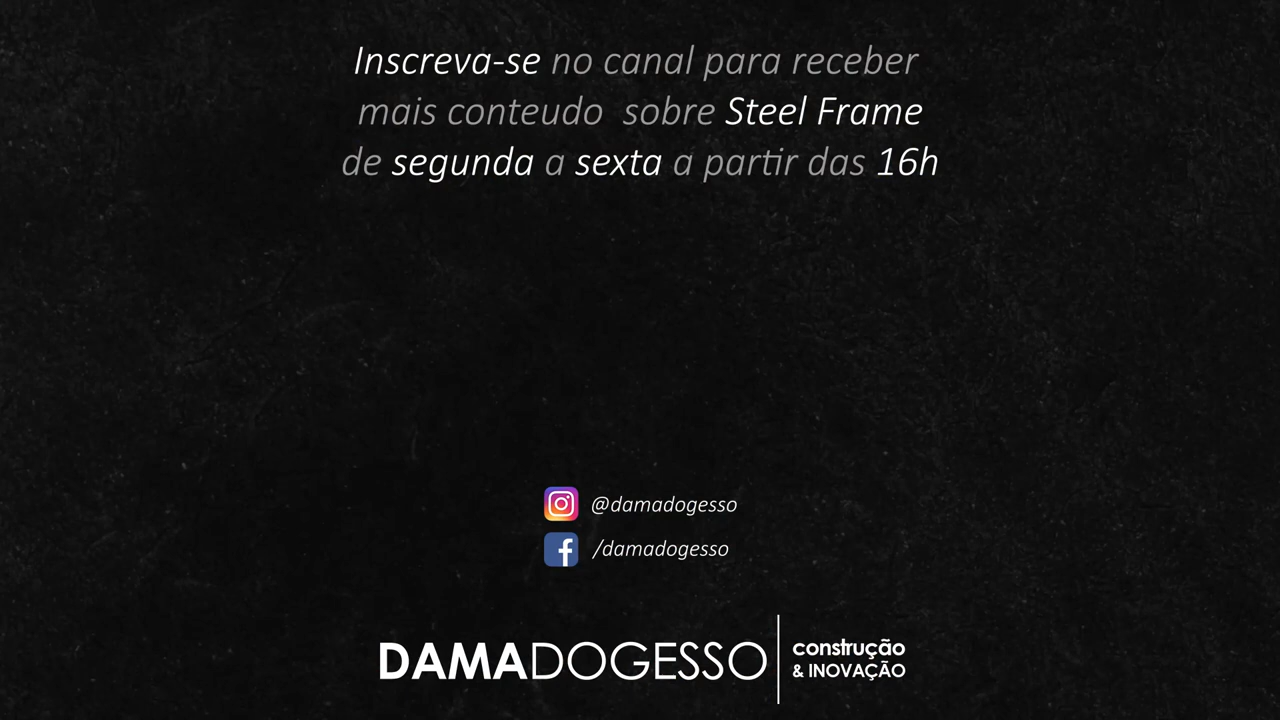 Inscreva-se no canal para receber
mais conteudo sobre Steel Frame
de segunda a sexta a partir das 16h
@damadogesso
/damadogesso
DAMADOGESSO
construção
& INOVAÇÃO